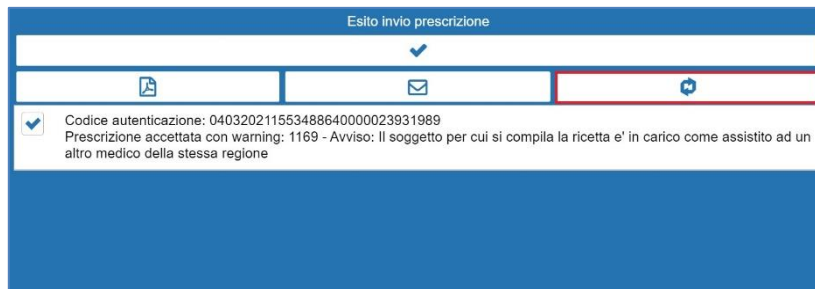 Esito invio prescrizione
Codice autenticazione: 040320211553488640000023931989
Prescrizione accettata con warning: 1169 - Avviso: Il soggetto per cui si compila la ricetta e' in carico come assistito ad un
altro medico della stessa regione